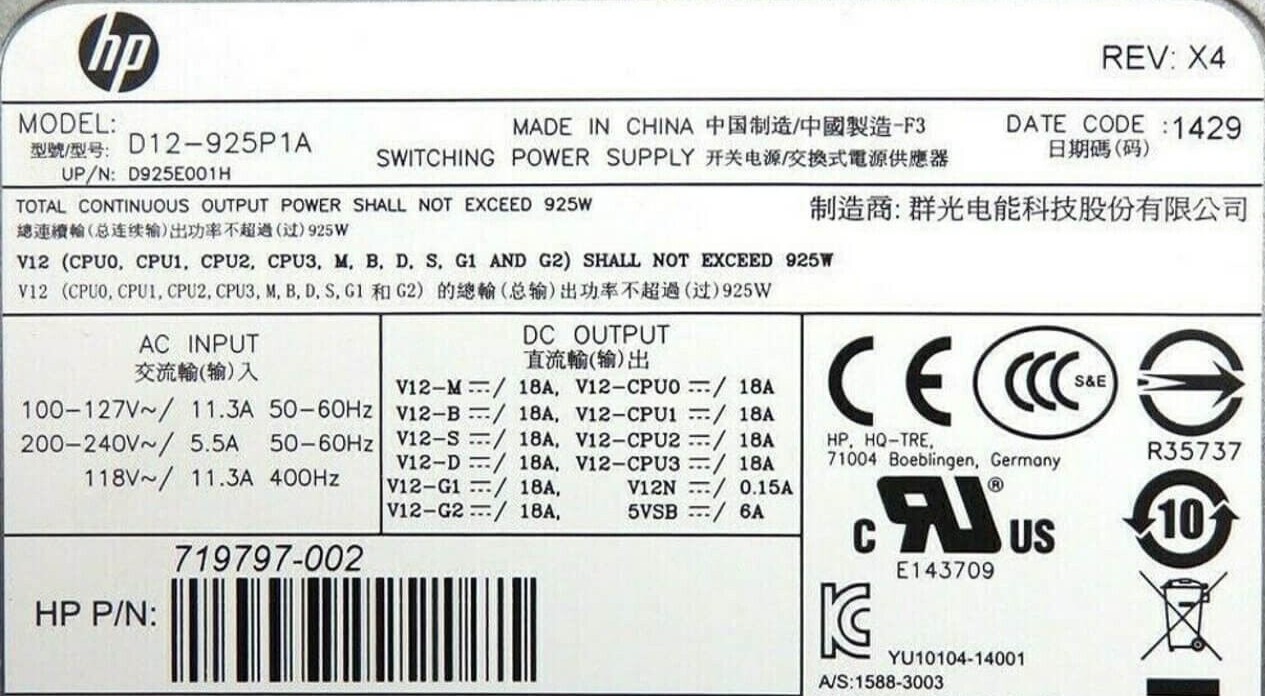 hp
REV: X4
MODEL:
型號/型号: D12-925P1A
UP/N: D925E001H
MADE IN CHINA 中国制造/中國製造-F3
SWITCHING POWER SUPPLY 开关电源/交換式電源供應器
DATE CODE :1429
日期碼(码)
TOTAL CONTINUOUS OUTPUT POWER SHALL NOT EXCEED 925W
總連續輸(总连续输)出功率不超過(过)925W
制造商: 群光电能科技股份有限公司
V12 (CPU0, CPU1, CPU2, CPU3, M, B, D, S, G1 AND G2) SHALL NOT EXCEED 925W
V12 (CPU0, CPU1, CPU2, CPU3, M, B, D, S, G1 和 G2) 的總輸(总输)出功率不超過(过)925W
AC INPUT
交流輸(输)入
100-127V~/ 11.3A 50-60Hz
200-240V~/ 5.5A 50-60Hz
118V~/ 11.3A 400Hz
DC OUTPUT
直流輸(输)出
V12-M ⎓/ 18A, V12-CPU0 ⎓/ 18A
V12-B ⎓/ 18A, V12-CPU1 ⎓/ 18A
V12-S ⎓/ 18A, V12-CPU2 ⎓/ 18A
V12-D ⎓/ 18A, V12-CPU3 ⎓/ 18A
V12-G1 ⎓/ 18A, V12N ⎓/ 0.15A
V12-G2 ⎓/ 18A, 5VSB ⎓/ 6A
719797-002
HP P/N:
CE
CCC S&E
R35737
HP, HQ-TRE,
71004 Boeblingen, Germany
C RU® US
E143709
10
KC
YU10104-14001
A/S:1588-3003